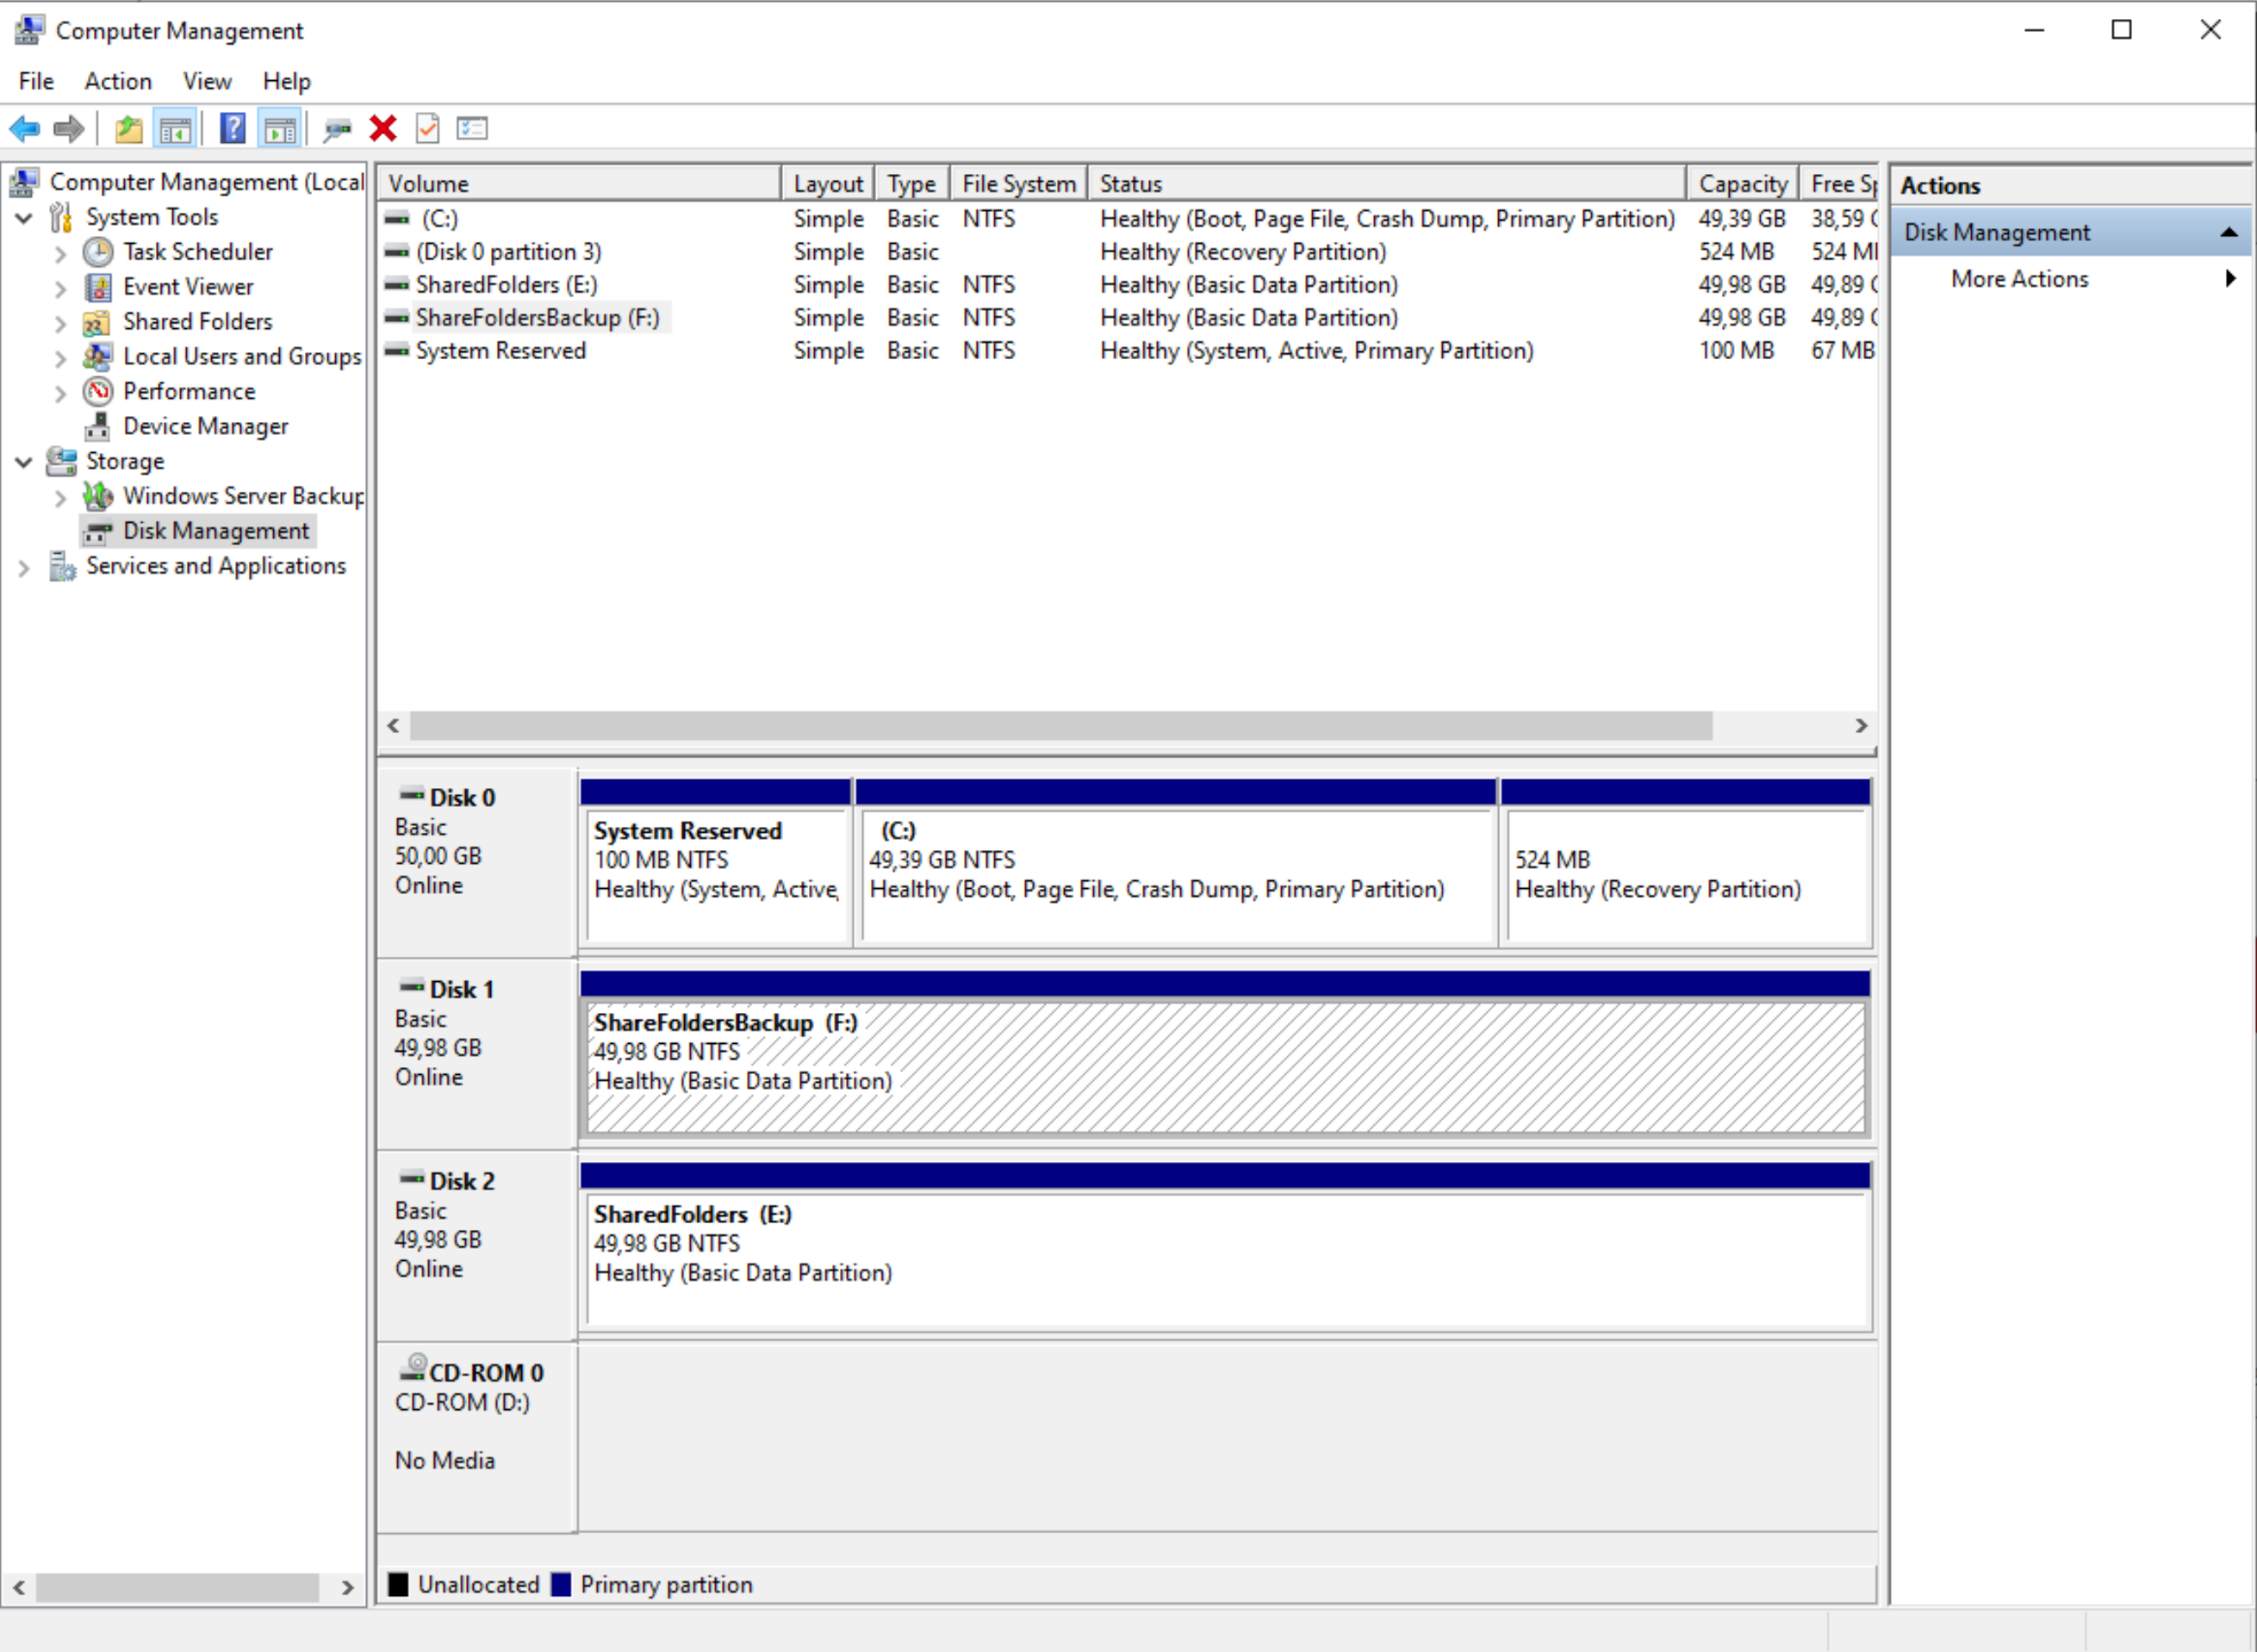 Computer Management
File Action View Help
Computer Management (Local
System Tools
Task Scheduler
Event Viewer
Shared Folders
Local Users and Groups
Performance
Device Manager
Storage
Windows Server Backup
Disk Management
Services and Applications
Volume Layout Type File System Status Capacity Free Sp
(C:) Simple Basic NTFS Healthy (Boot, Page File, Crash Dump, Primary Partition) 49,39 GB 38,59 G
(Disk 0 partition 3) Simple Basic Healthy (Recovery Partition) 524 MB 524 MI
SharedFolders (E:) Simple Basic NTFS Healthy (Basic Data Partition) 49,98 GB 49,89 G
ShareFoldersBackup (F:) Simple Basic NTFS Healthy (Basic Data Partition) 49,98 GB 49,89 G
System Reserved Simple Basic NTFS Healthy (System, Active, Primary Partition) 100 MB 67 MB
Disk 0
Basic
50,00 GB
Online
System Reserved
100 MB NTFS
Healthy (System, Active,
(C:)
49,39 GB NTFS
Healthy (Boot, Page File, Crash Dump, Primary Partition)
524 MB
Healthy (Recovery Partition)
Disk 1
Basic
49,98 GB
Online
ShareFoldersBackup (F:)
49,98 GB NTFS
Healthy (Basic Data Partition)
Disk 2
Basic
49,98 GB
Online
SharedFolders (E:)
49,98 GB NTFS
Healthy (Basic Data Partition)
CD-ROM 0
CD-ROM (D:)
No Media
Unallocated Primary partition
Actions
Disk Management
More Actions